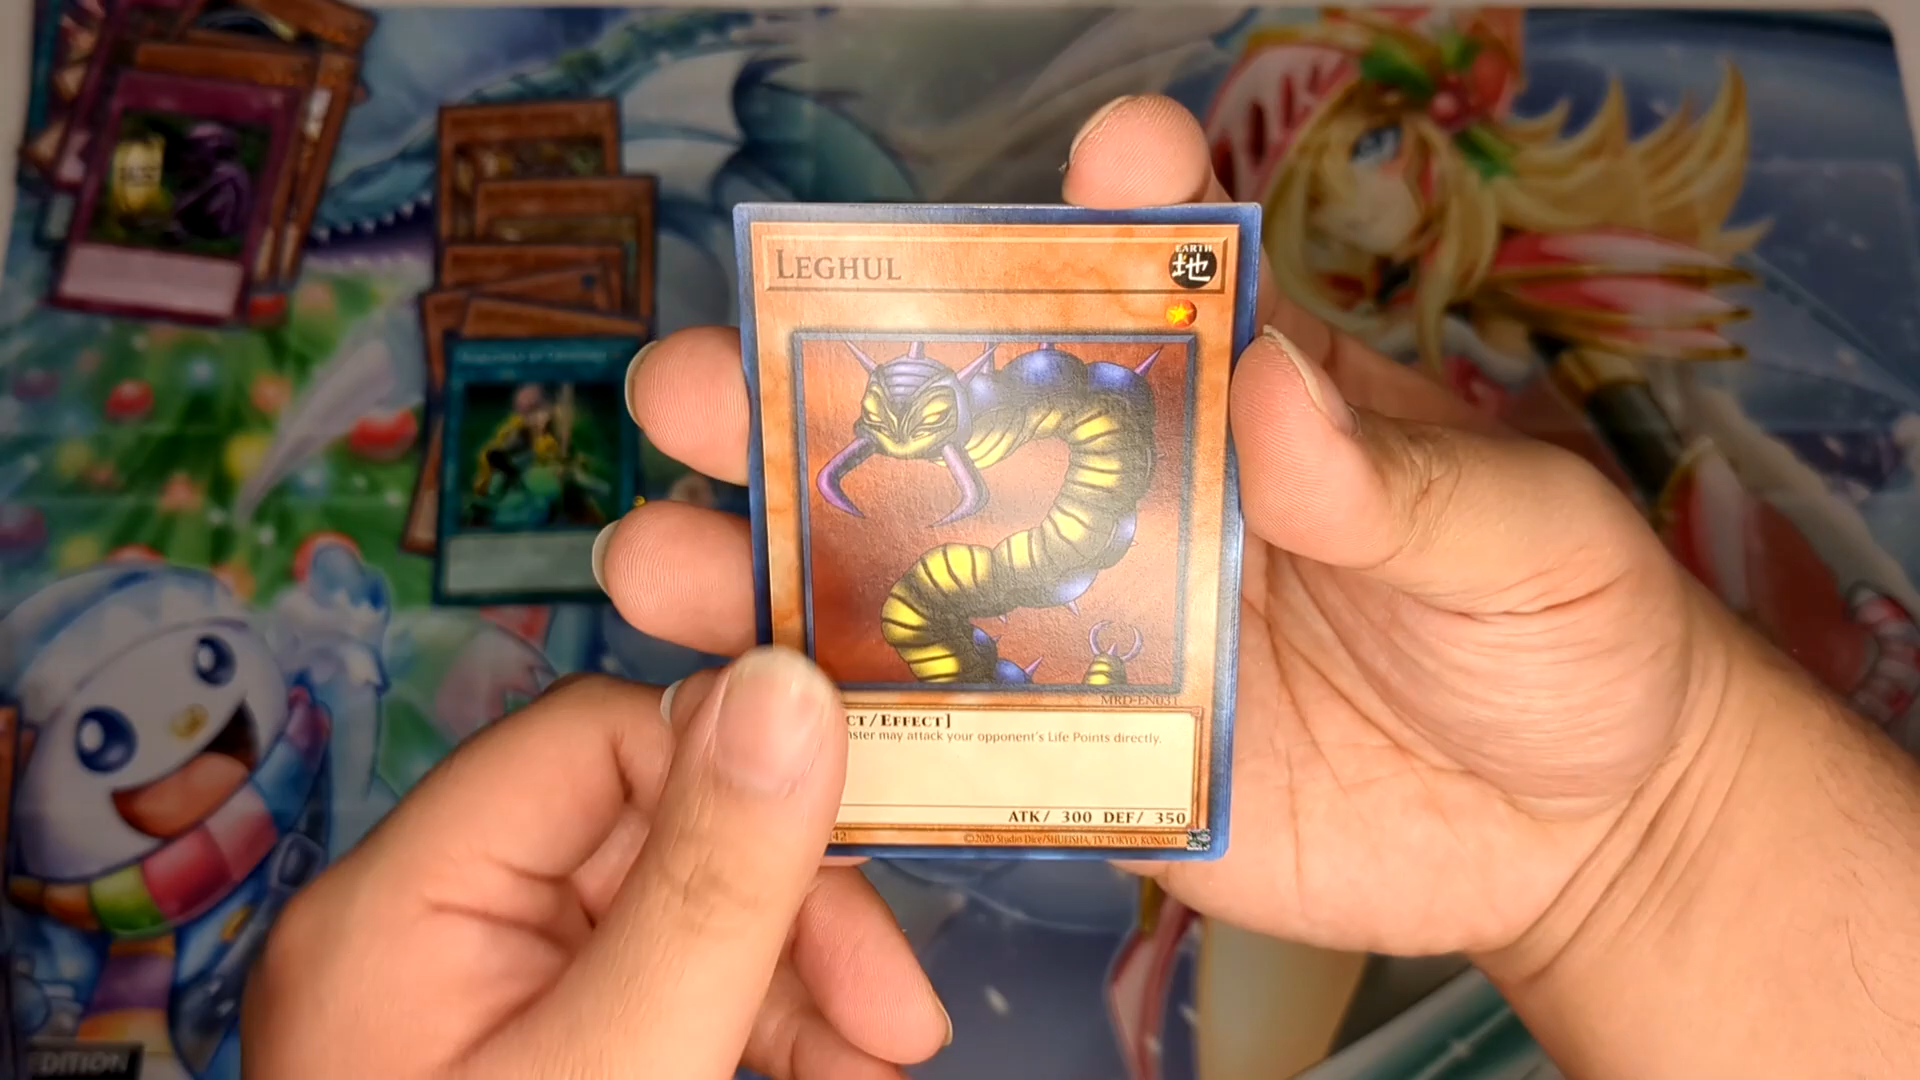 LEGHUL
EARTH
地
MRD-EN031
CT/EFFECT]
nster may attack your opponent's Life Points directly.
ATK/ 300 DEF/ 350
42
©2020 Studio Dice/SHUEISHA, TV TOKYO, KONAMI
EDITION